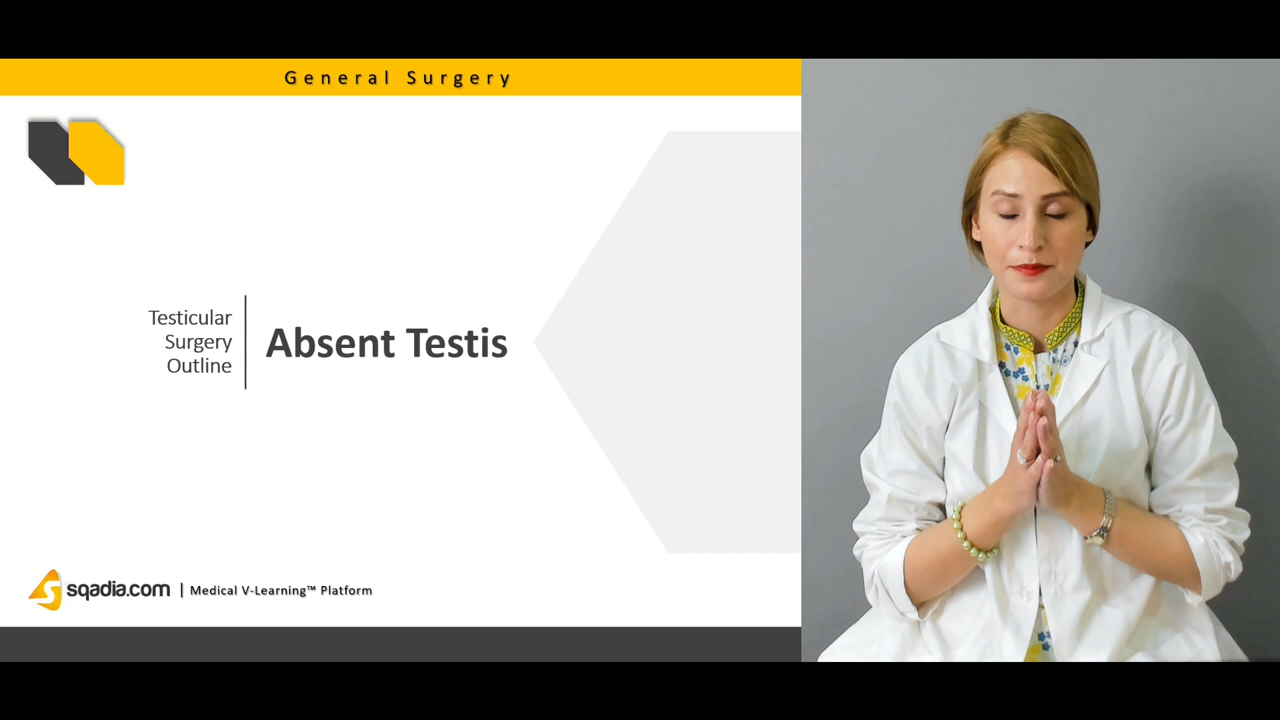 General Surgery
Testicular
Surgery
Outline
Absent Testis
sqadia.com | Medical V-Learning™ Platform